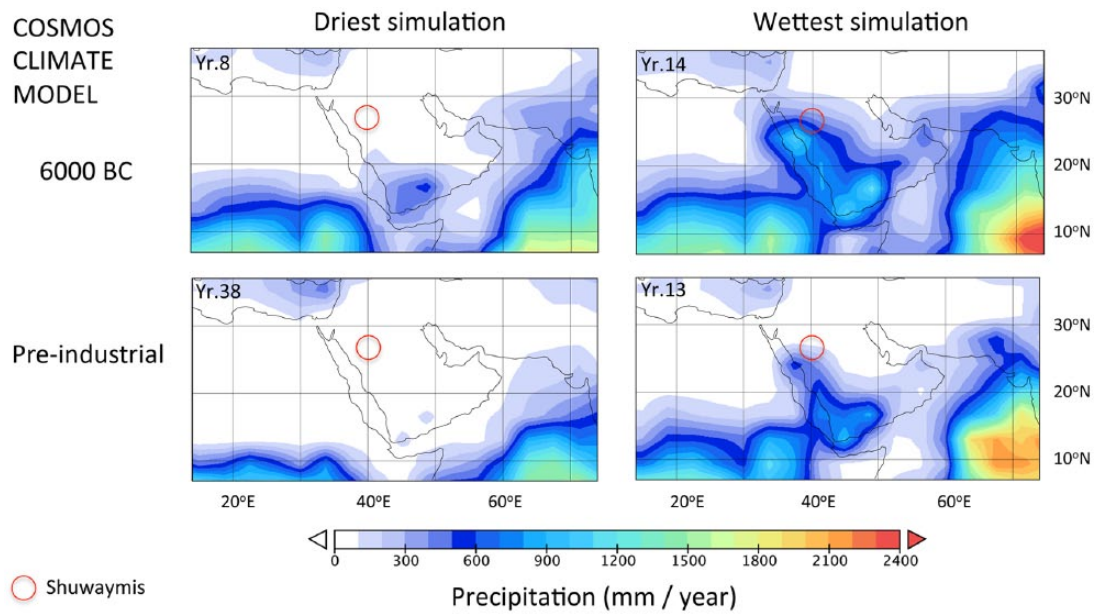 COSMOS
CLIMATE
MODEL
Driest simulation
Wettest simulation
6000 BC
Yr.8
Yr.14
30°N
20°N
10°N
Pre-industrial
Yr.38
Yr.13
30°N
20°N
10°N
20°E 40°E 60°E 20°E 40°E 60°E
0 300 600 900 1200 1500 1800 2100 2400
Precipitation (mm / year)
Shuwaymis